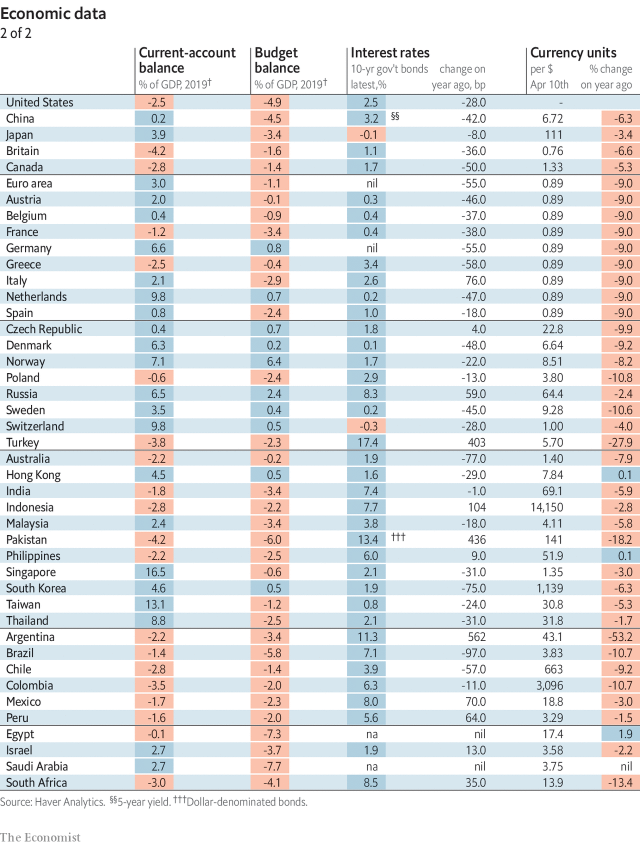 Economic data
2 of 2
Current-account Budget Interest rates Currency units
balance balance 10-yr gov't bonds change on per $ % change
% of GDP, 2019† % of GDP, 2019† latest,% year ago, bp Apr 10th on year ago
United States -2.5 -4.9 2.5 -28.0 -
China 0.2 -4.5 3.2 §§ -42.0 6.72 -6.3
Japan 3.9 -3.4 -0.1 -8.0 111 -3.4
Britain -4.2 -1.6 1.1 -36.0 0.76 -6.6
Canada -2.8 -1.4 1.7 -50.0 1.33 -5.3
Euro area 3.0 -1.1 nil -55.0 0.89 -9.0
Austria 2.0 -0.1 0.3 -46.0 0.89 -9.0
Belgium 0.4 -0.9 0.4 -37.0 0.89 -9.0
France -1.2 -3.4 0.4 -38.0 0.89 -9.0
Germany 6.6 0.8 nil -55.0 0.89 -9.0
Greece -2.5 -0.4 3.4 -58.0 0.89 -9.0
Italy 2.1 -2.9 2.6 76.0 0.89 -9.0
Netherlands 9.8 0.7 0.2 -47.0 0.89 -9.0
Spain 0.8 -2.4 1.0 -18.0 0.89 -9.0
Czech Republic 0.4 0.7 1.8 4.0 22.8 -9.9
Denmark 6.3 0.2 0.1 -48.0 6.64 -9.2
Norway 7.1 6.4 1.7 -22.0 8.51 -8.2
Poland -0.6 -2.4 2.9 -13.0 3.80 -10.8
Russia 6.5 2.4 8.3 59.0 64.4 -2.4
Sweden 3.5 0.4 0.2 -45.0 9.28 -10.6
Switzerland 9.8 0.5 -0.3 -28.0 1.00 -4.0
Turkey -3.8 -2.3 17.4 403 5.70 -27.9
Australia -2.2 -0.2 1.9 -77.0 1.40 -7.9
Hong Kong 4.5 0.5 1.6 -29.0 7.84 0.1
India -1.8 -3.4 7.4 -1.0 69.1 -5.9
Indonesia -2.8 -2.2 7.7 104 14,150 -2.8
Malaysia 2.4 -3.4 3.8 -18.0 4.11 -5.8
Pakistan -4.2 -6.0 13.4 ††† 436 141 -18.2
Philippines -2.2 -2.5 6.0 9.0 51.9 0.1
Singapore 16.5 -0.6 2.1 -31.0 1.35 -3.0
South Korea 4.6 0.5 1.9 -75.0 1,139 -6.3
Taiwan 13.1 -1.2 0.8 -24.0 30.8 -5.3
Thailand 8.8 -2.5 2.1 -31.0 31.8 -1.7
Argentina -2.2 -3.4 11.3 562 43.1 -53.2
Brazil -1.4 -5.8 7.1 -97.0 3.83 -10.7
Chile -2.8 -1.4 3.9 -57.0 663 -9.2
Colombia -3.5 -2.0 6.3 -11.0 3,096 -10.7
Mexico -1.7 -2.3 8.0 70.0 18.8 -3.0
Peru -1.6 -2.0 5.6 64.0 3.29 -1.5
Egypt -0.1 -7.3 na nil 17.4 1.9
Israel 2.7 -3.7 1.9 13.0 3.58 -2.2
Saudi Arabia 2.7 -7.7 na nil 3.75 nil
South Africa -3.0 -4.1 8.5 35.0 13.9 -13.4
Source: Haver Analytics. §§5-year yield. †††Dollar-denominated bonds.
The Economist